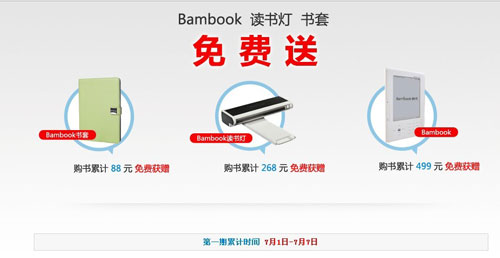 Bambook 读书灯 书套
免费送
Bambook书套
购书累计 88 元 免费获赠
Bambook读书灯
购书累计 268 元 免费获赠
Bambook
购书累计 499 元 免费获赠
第一期累计时间 7月1日-7月7日